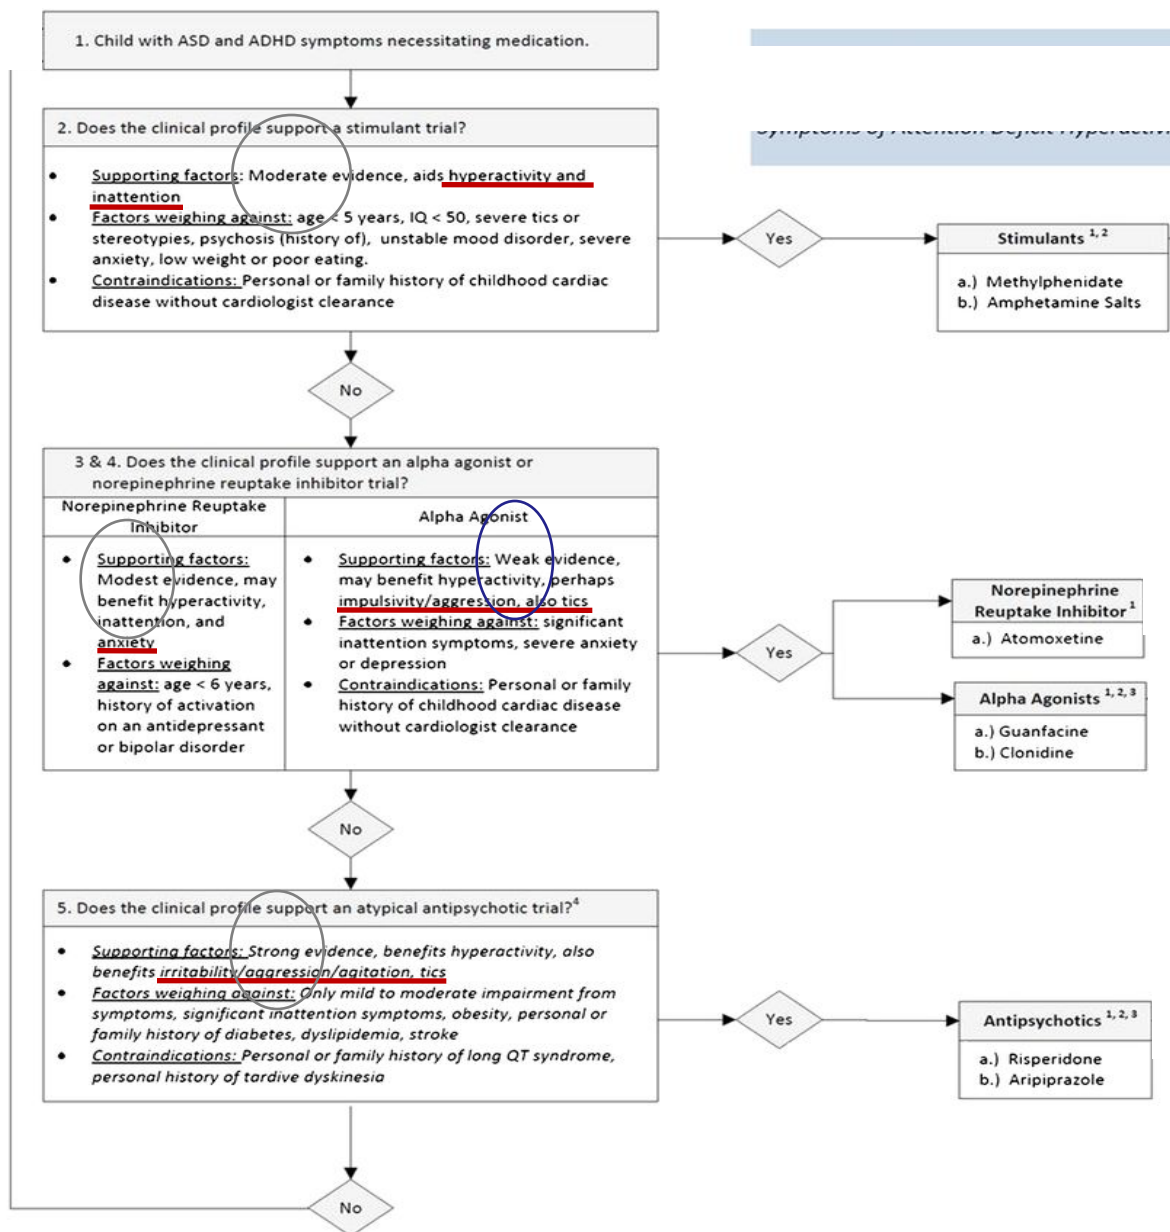 1. Child with ASD and ADHD symptoms necessitating medication.
Symptoms of Attention Deficit Hyperactiv
2. Does the clinical profile support a stimulant trial?
• Supporting factors: Moderate evidence, aids hyperactivity and
inattention
• Factors weighing against: age < 5 years, IQ < 50, severe tics or
stereotypies, psychosis (history of), unstable mood disorder, severe
anxiety, low weight or poor eating.
• Contraindications: Personal or family history of childhood cardiac
disease without cardiologist clearance
Yes
Stimulants 1, 2
a.) Methylphenidate
b.) Amphetamine Salts
No
3 & 4. Does the clinical profile support an alpha agonist or
norepinephrine reuptake inhibitor trial?
Norepinephrine Reuptake
Inhibitor
• Supporting factors:
Modest evidence, may
benefit hyperactivity,
inattention, and
anxiety
• Factors weighing
against: age < 6 years,
history of activation
on an antidepressant
or bipolar disorder
Alpha Agonist
• Supporting factors: Weak evidence,
may benefit hyperactivity, perhaps
impulsivity/aggression, also tics
• Factors weighing against: significant
inattention symptoms, severe anxiety
or depression
• Contraindications: Personal or family
history of childhood cardiac disease
without cardiologist clearance
Yes
Norepinephrine
Reuptake Inhibitor 1
a.) Atomoxetine
Alpha Agonists 1, 2, 3
a.) Guanfacine
b.) Clonidine
No
5. Does the clinical profile support an atypical antipsychotic trial?4
• Supporting factors: Strong evidence, benefits hyperactivity, also
benefits irritability/aggression/agitation, tics
• Factors weighing against: Only mild to moderate impairment from
symptoms, significant inattention symptoms, obesity, personal or
family history of diabetes, dyslipidemia, stroke
• Contraindications: Personal or family history of long QT syndrome,
personal history of tardive dyskinesia
Yes
Antipsychotics 1, 2, 3
a.) Risperidone
b.) Aripiprazole
No